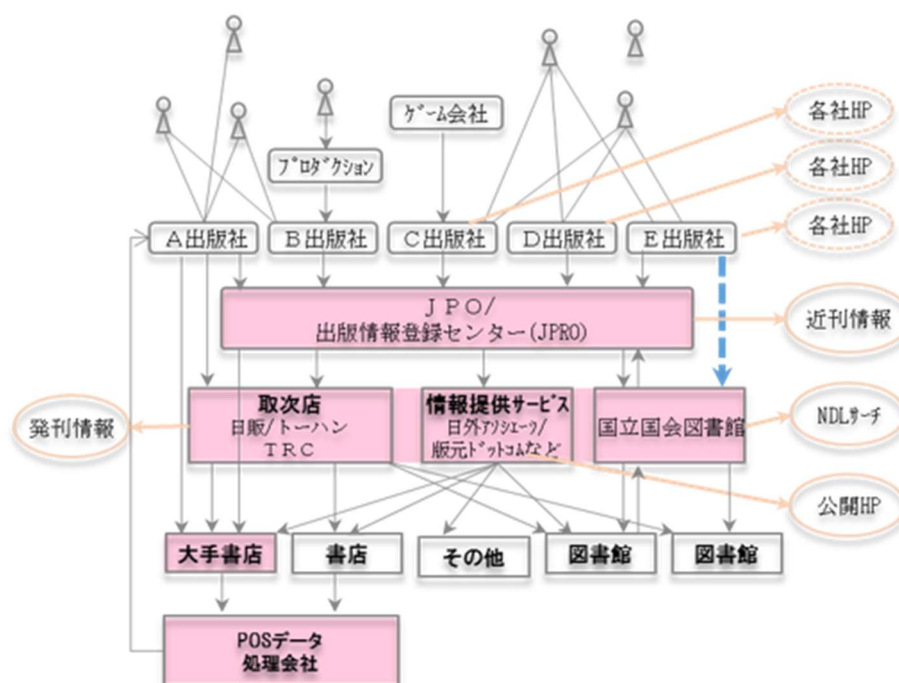 ｹﾞｰﾑ会社
各社HP
ﾌﾟﾛﾀﾞｸｼｮﾝ
各社HP
各社HP
Ａ出版社
Ｂ出版社
Ｃ出版社
Ｄ出版社
Ｅ出版社
ＪＰＯ/
出版情報登録センター(JPRO)
近刊情報
取次店
日販/トーハン
ＴＲＣ
情報提供サービス
日外ｱｿｼｴｰﾂ/
版元ﾄﾞｯﾄｺﾑなど
国立国会図書館
発刊情報
NDLｻｰﾁ
公開HP
大手書店
書店
その他
図書館
図書館
POSデータ
処理会社